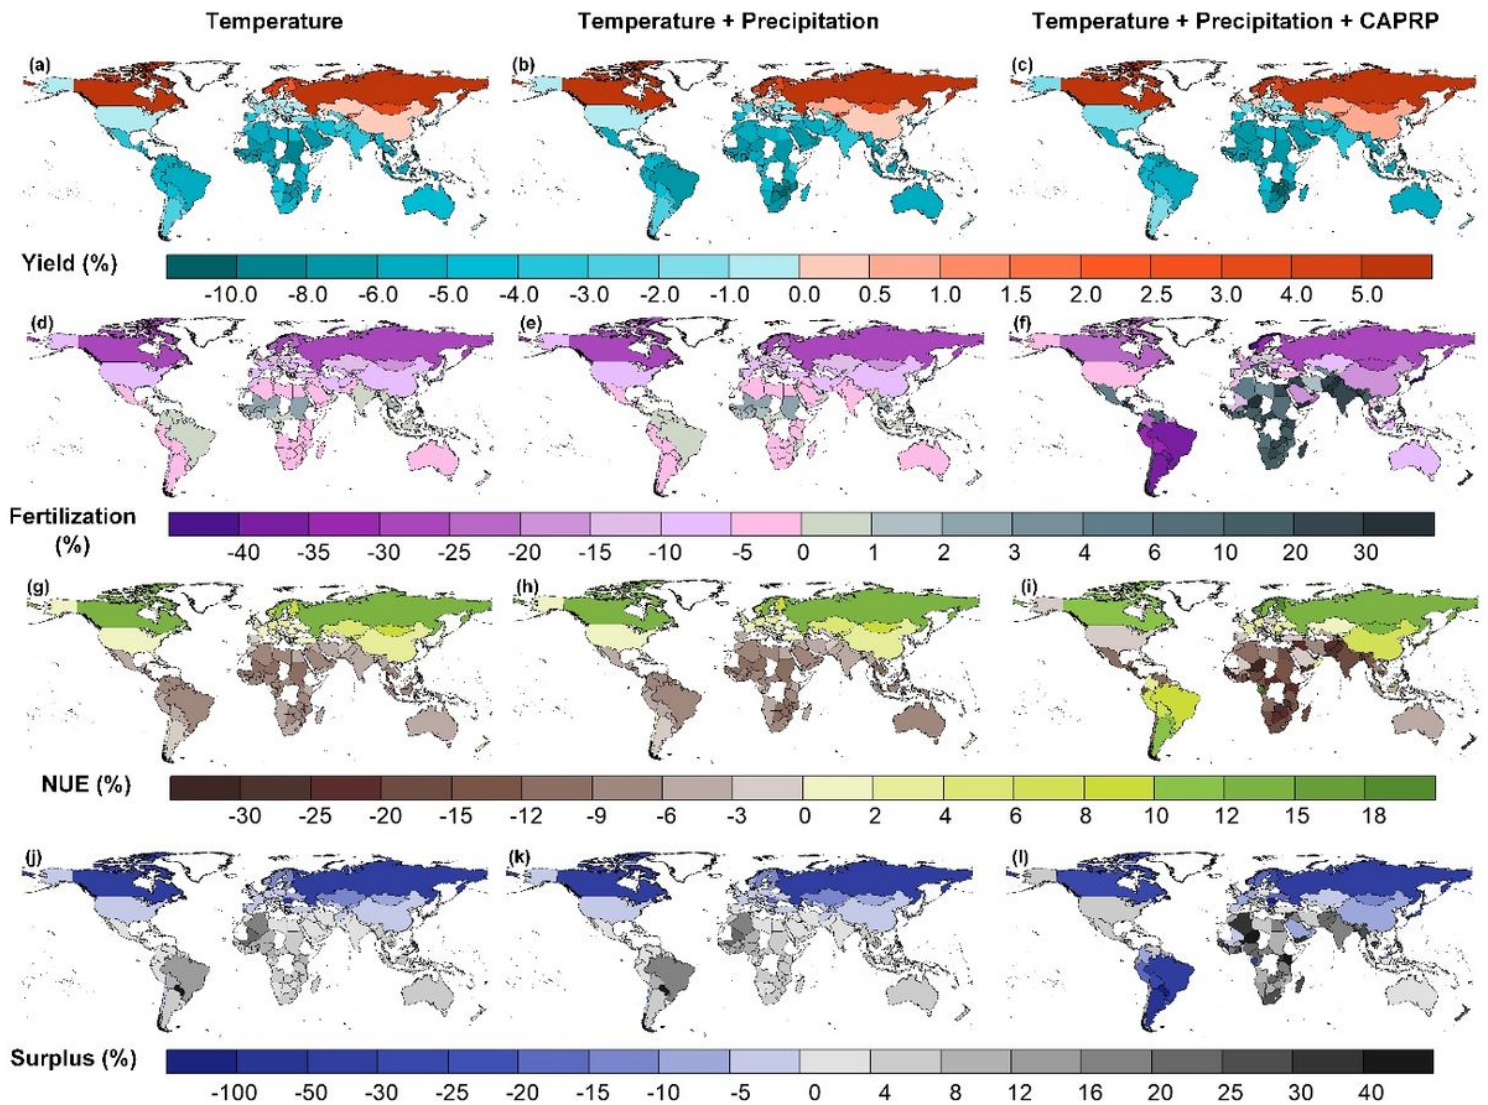 Temperature Temperature + Precipitation Temperature + Precipitation + CAPRP
(a) (b) (c)
Yield (%)
-10.0 -8.0 -6.0 -5.0 -4.0 -3.0 -2.0 -1.0 0.0 0.5 1.0 1.5 2.0 2.5 3.0 4.0 5.0
(d) (e) (f)
Fertilization
(%)
-40 -35 -30 -25 -20 -15 -10 -5 0 1 2 3 4 6 10 20 30
(g) (h) (i)
NUE (%)
-30 -25 -20 -15 -12 -9 -6 -3 0 2 4 6 8 10 12 15 18
(j) (k) (l)
Surplus (%)
-100 -50 -30 -25 -20 -15 -10 -5 0 4 8 12 16 20 25 30 40